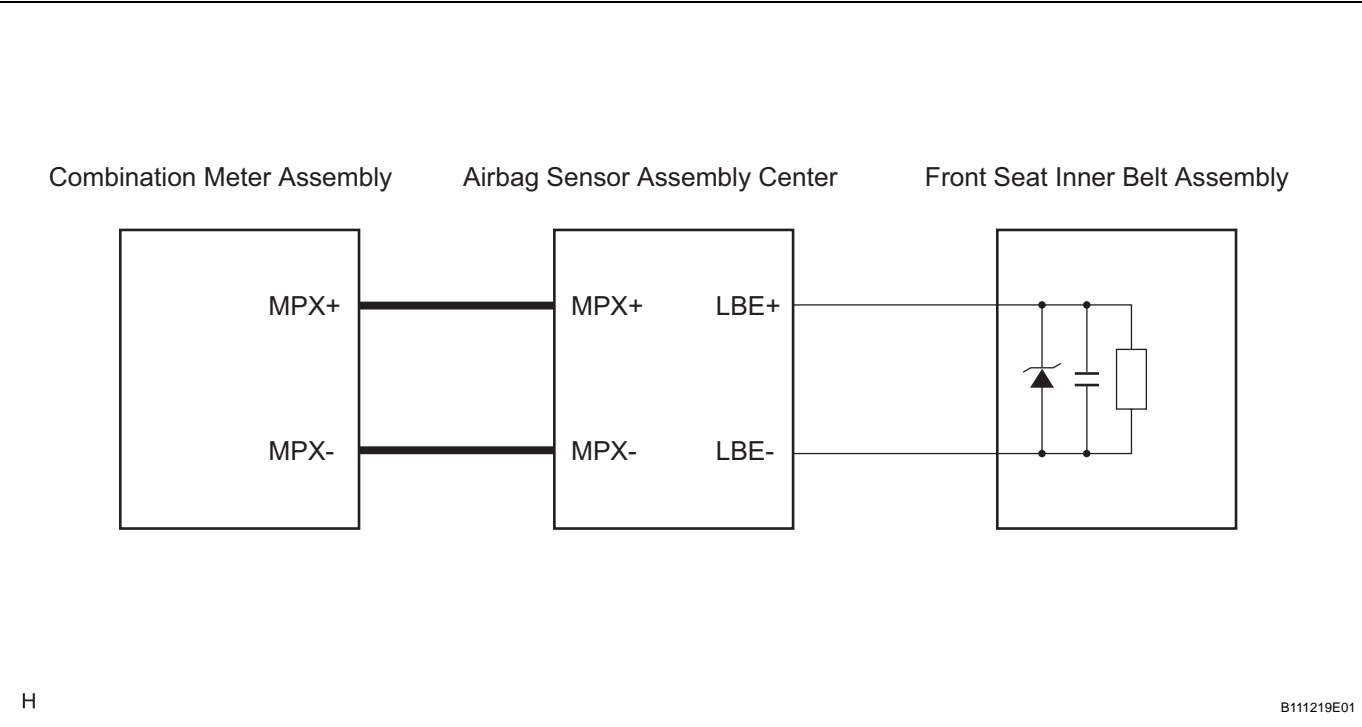 Combination Meter Assembly
Airbag Sensor Assembly Center
Front Seat Inner Belt Assembly
MPX+
MPX+
LBE+
MPX-
MPX-
LBE-
H
B111219E01